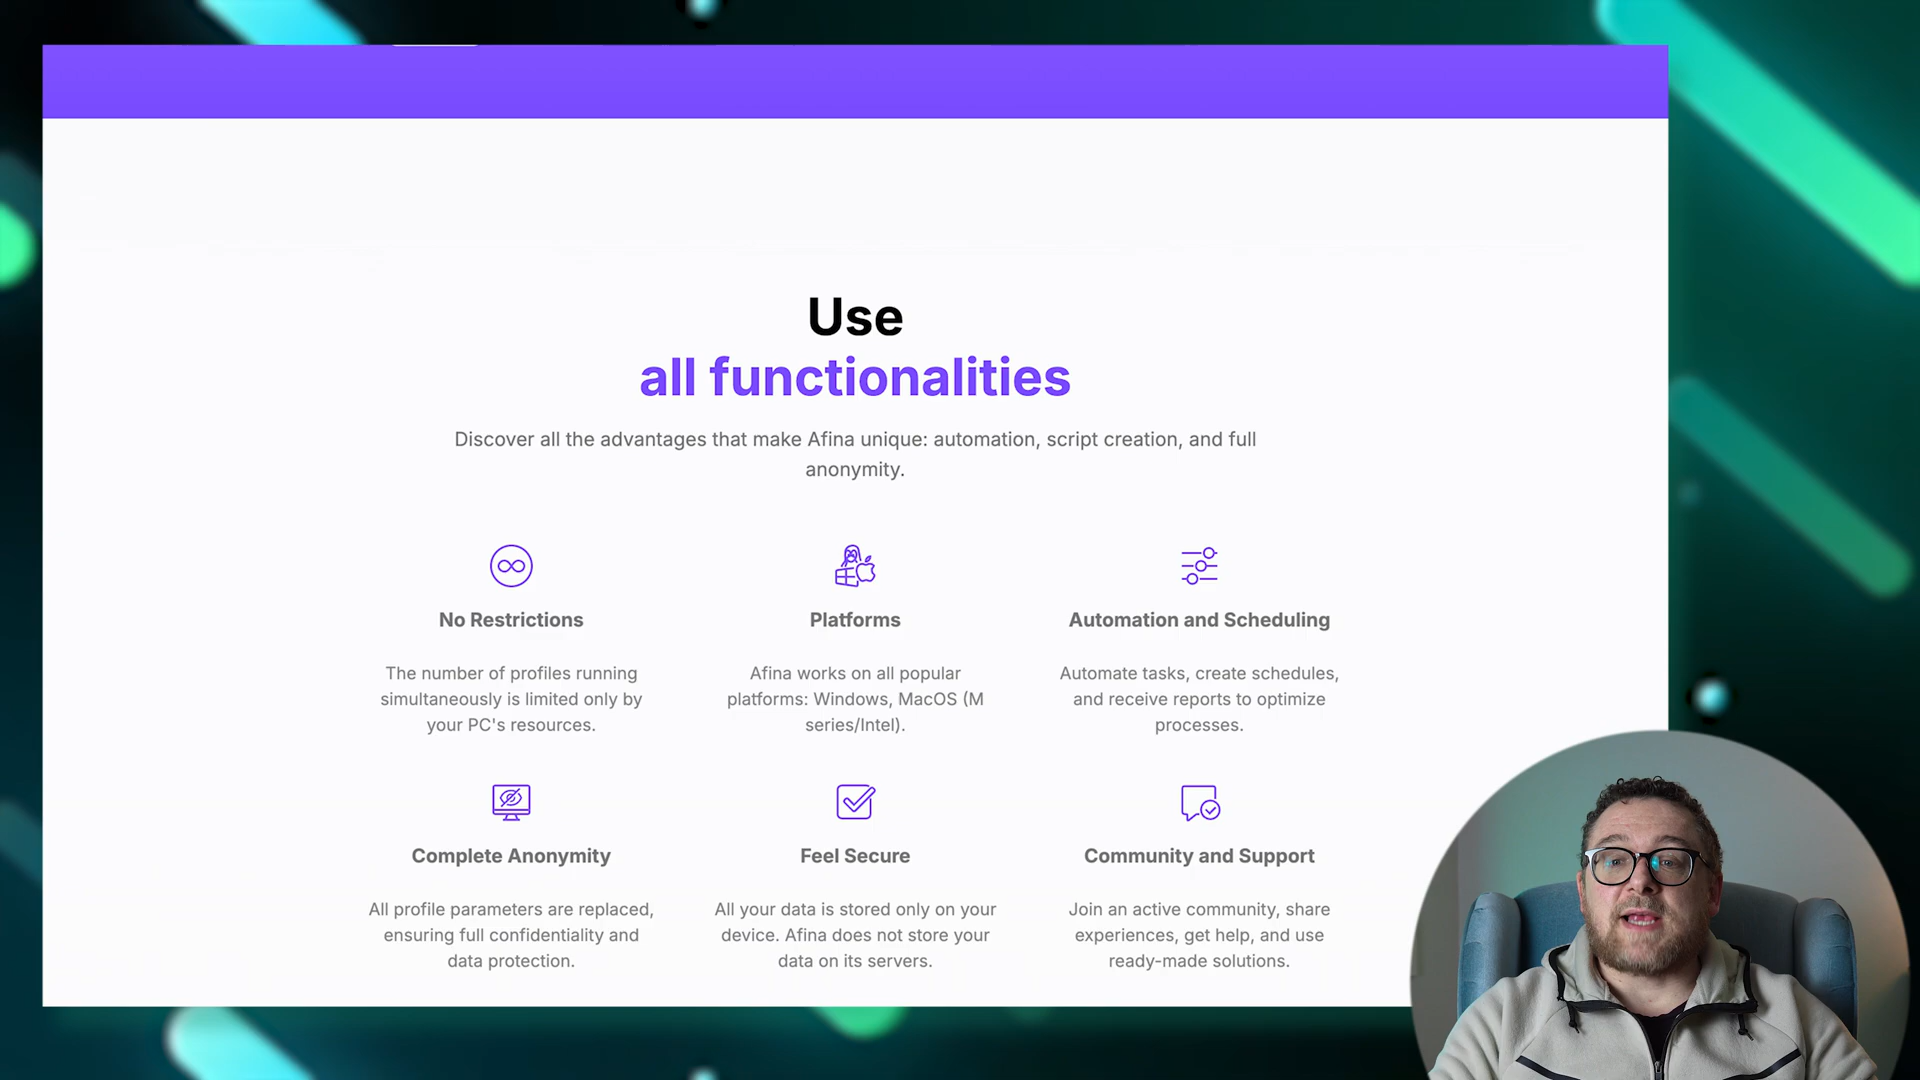 Use
all functionalities
Discover all the advantages that make Afina unique: automation, script creation, and full
anonymity.
No Restrictions
The number of profiles running
simultaneously is limited only by
your PC's resources.
Platforms
Afina works on all popular
platforms: Windows, MacOS (M
series/Intel).
Automation and Scheduling
Automate tasks, create schedules,
and receive reports to optimize
processes.
Complete Anonymity
All profile parameters are replaced,
ensuring full confidentiality and
data protection.
Feel Secure
All your data is stored only on your
device. Afina does not store your
data on its servers.
Community and Support
Join an active community, share
experiences, get help, and use
ready-made solutions.